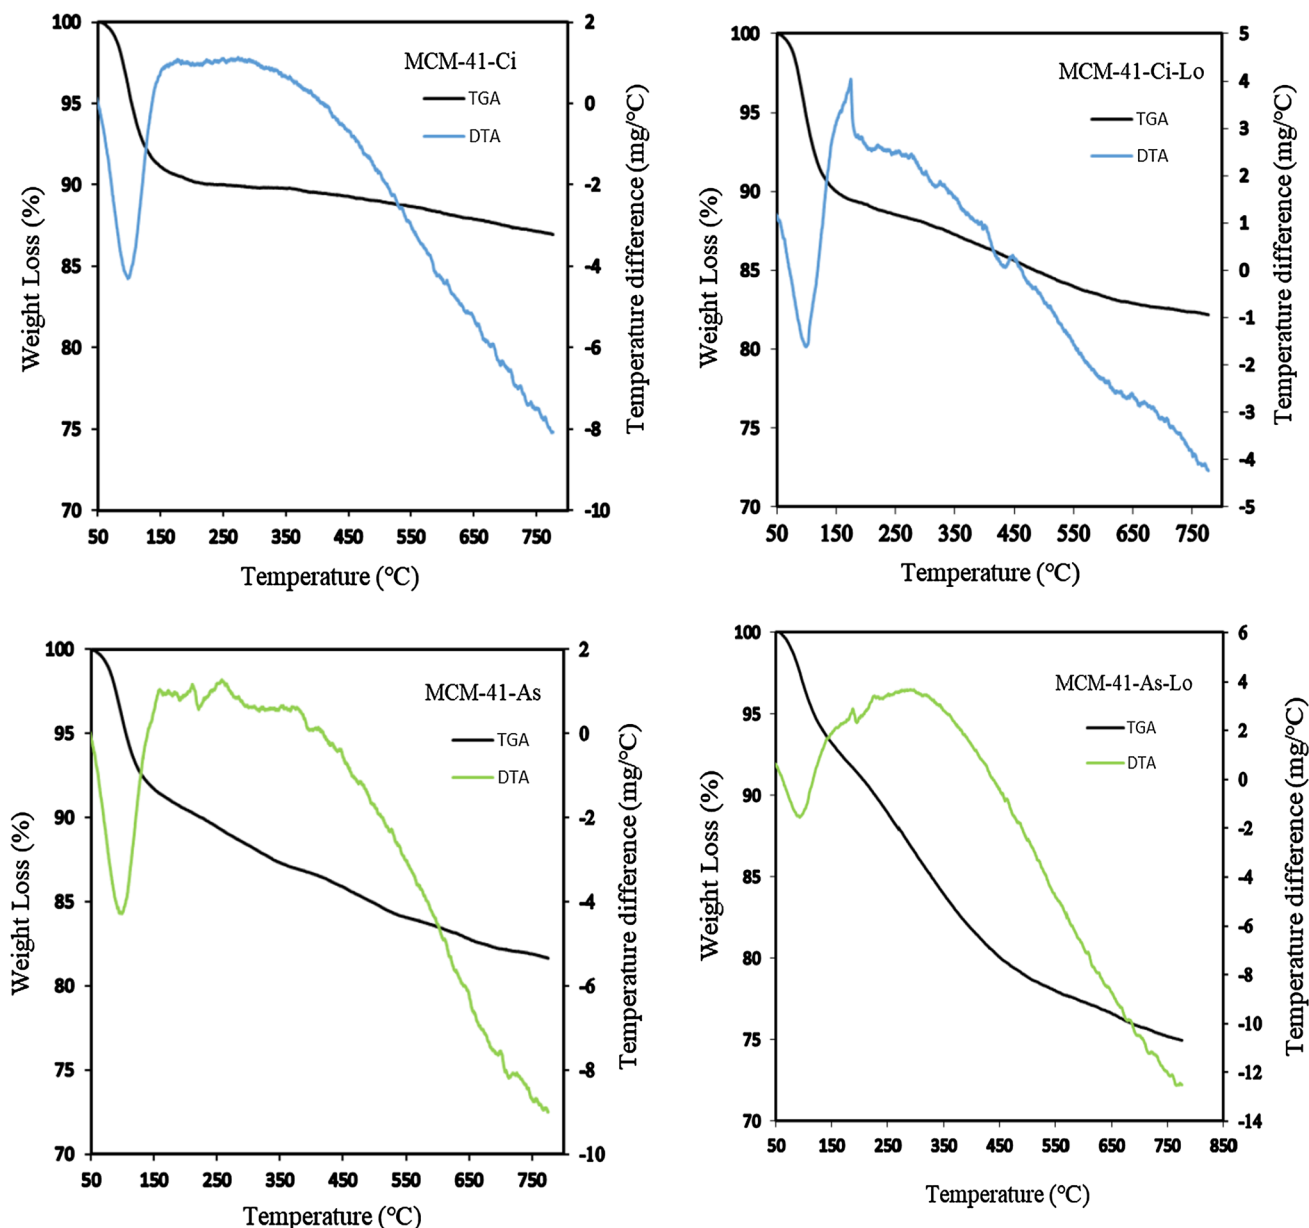 100
95
90
85
80
75
70
Weight Loss (%)
MCM-41-Ci
TGA
DTA
2
0
-2
-4
-6
-8
-10
Temperature difference (mg/°C)
50 150 250 350 450 550 650 750
Temperature (°C)
100
95
90
85
80
75
70
Weight Loss (%)
MCM-41-Ci-Lo
TGA
DTA
5
4
3
2
1
0
-1
-2
-3
-4
-5
Temperature difference (mg/°C)
50 150 250 350 450 550 650 750
Temperature (°C)
100
95
90
85
80
75
70
Weight Loss (%)
MCM-41-As
TGA
DTA
2
0
-2
-4
-6
-8
-10
Temperature difference (mg/°C)
50 150 250 350 450 550 650 750
Temperature (°C)
100
95
90
85
80
75
70
Weight Loss (%)
MCM-41-As-Lo
TGA
DTA
6
4
2
0
-2
-4
-6
-8
-10
-12
-14
Temperature difference (mg/°C)
50 150 250 350 450 550 650 750 850
Temperature (°C)